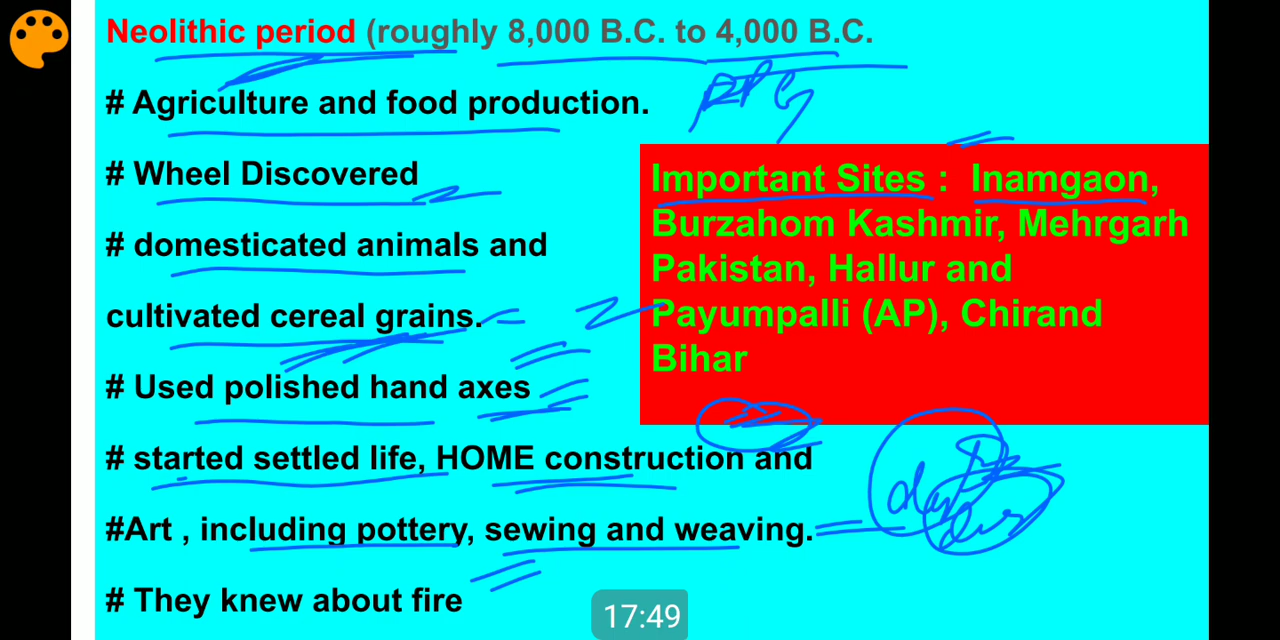 Neolithic period (roughly 8,000 B.C. to 4,000 B.C.
# Agriculture and food production.
# Wheel Discovered
# domesticated animals and
cultivated cereal grains.
# Used polished hand axes
# started settled life, HOME construction and
#Art , including pottery, sewing and weaving.
# They knew about fire
Important Sites : Inamgaon,
Burzahom Kashmir, Mehrgarh
Pakistan, Hallur and
Payumpalli (AP), Chirand
Bihar
17:49